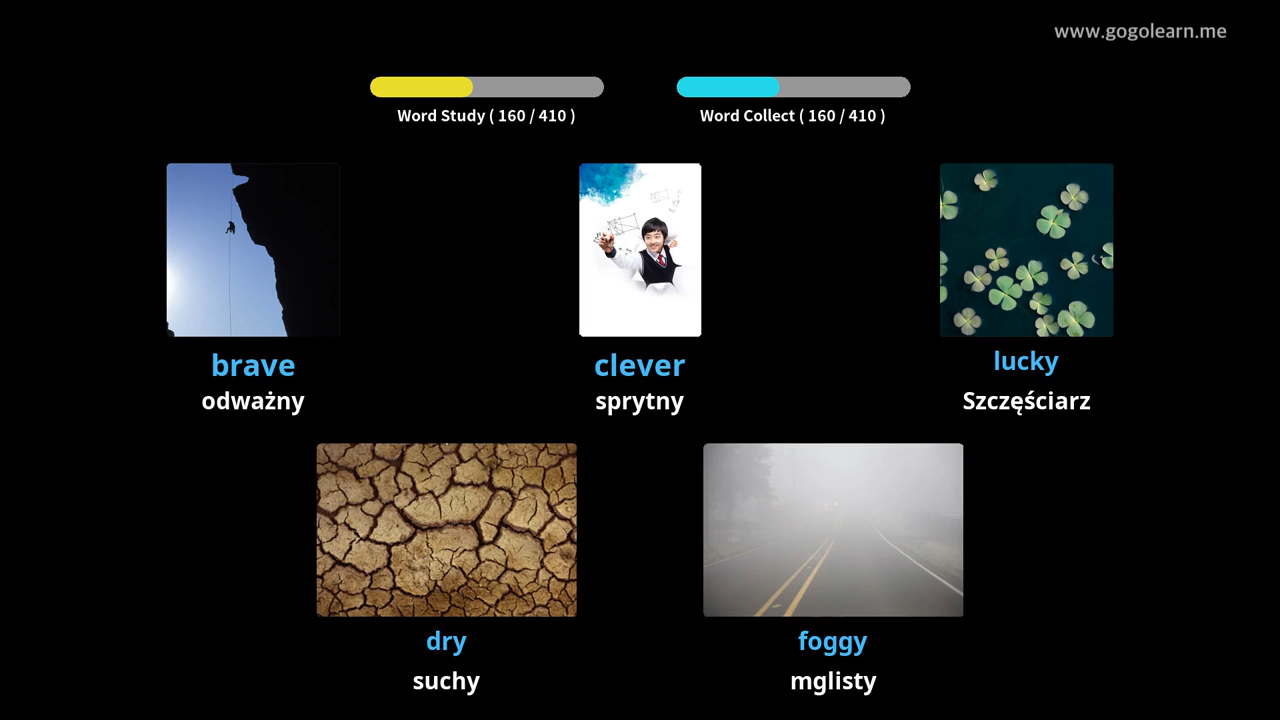 www.gogolearn.me
Word Study ( 160 / 410 )
Word Collect ( 160 / 410 )
brave
odważny
clever
sprytny
lucky
Szczęściarz
dry
suchy
foggy
mglisty